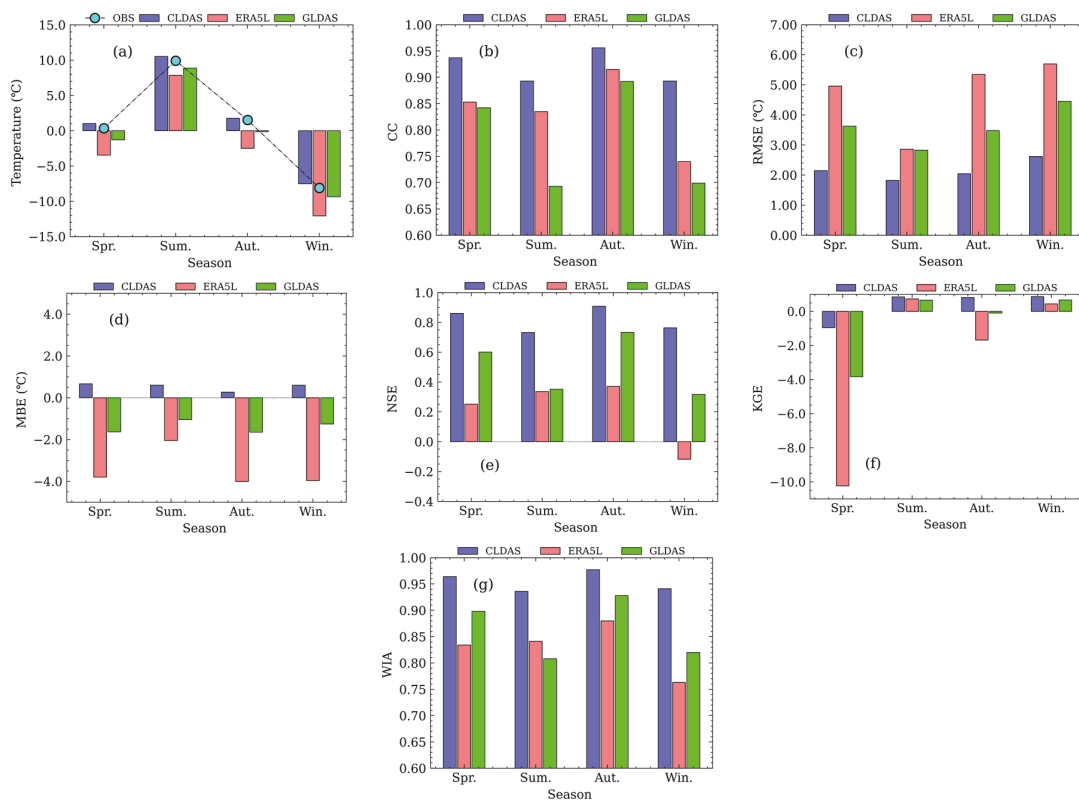 OBS CLDAS ERA5L GLDAS
(a)
Temperature (°C)
10.0
5.0
0.0
−5.0
−10.0
−15.0
Spr. Sum. Aut. Win.
Season
CLDAS ERA5L GLDAS
(b)
CC
1.00
0.95
0.90
0.85
0.80
0.75
0.70
0.65
0.60
Spr. Sum. Aut. Win.
Season
CLDAS ERA5L GLDAS
(c)
RMSE (°C)
7.00
6.00
5.00
4.00
3.00
2.00
1.00
0.00
Spr. Sum. Aut. Win.
Season
CLDAS ERA5L GLDAS
(d)
MBE (°C)
4.0
2.0
0.0
−2.0
−4.0
Spr. Sum. Aut. Win.
Season
CLDAS ERA5L GLDAS
NSE
1.0
0.8
0.6
0.4
0.2
0.0
−0.2
−0.4
(e)
Spr. Sum. Aut. Win.
Season
CLDAS ERA5L GLDAS
KGE
0.0
−2.0
−4.0
−6.0
−8.0
−10.0
(f)
Spr. Sum. Aut. Win.
Season
CLDAS ERA5L GLDAS
(g)
WIA
1.00
0.95
0.90
0.85
0.80
0.75
0.70
0.65
0.60
Spr. Sum. Aut. Win.
Season